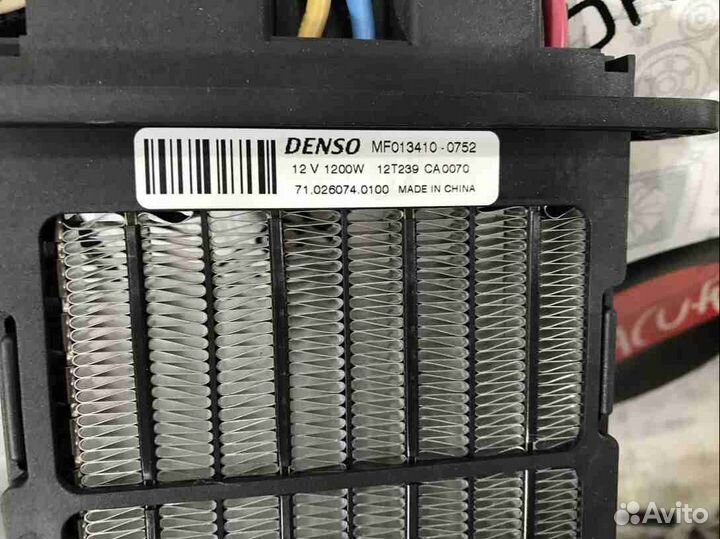 DENSO MF013410-0752
12 V 1200W 12T239 CA0070
71.026074.0100 MADE IN CHINA
Avito